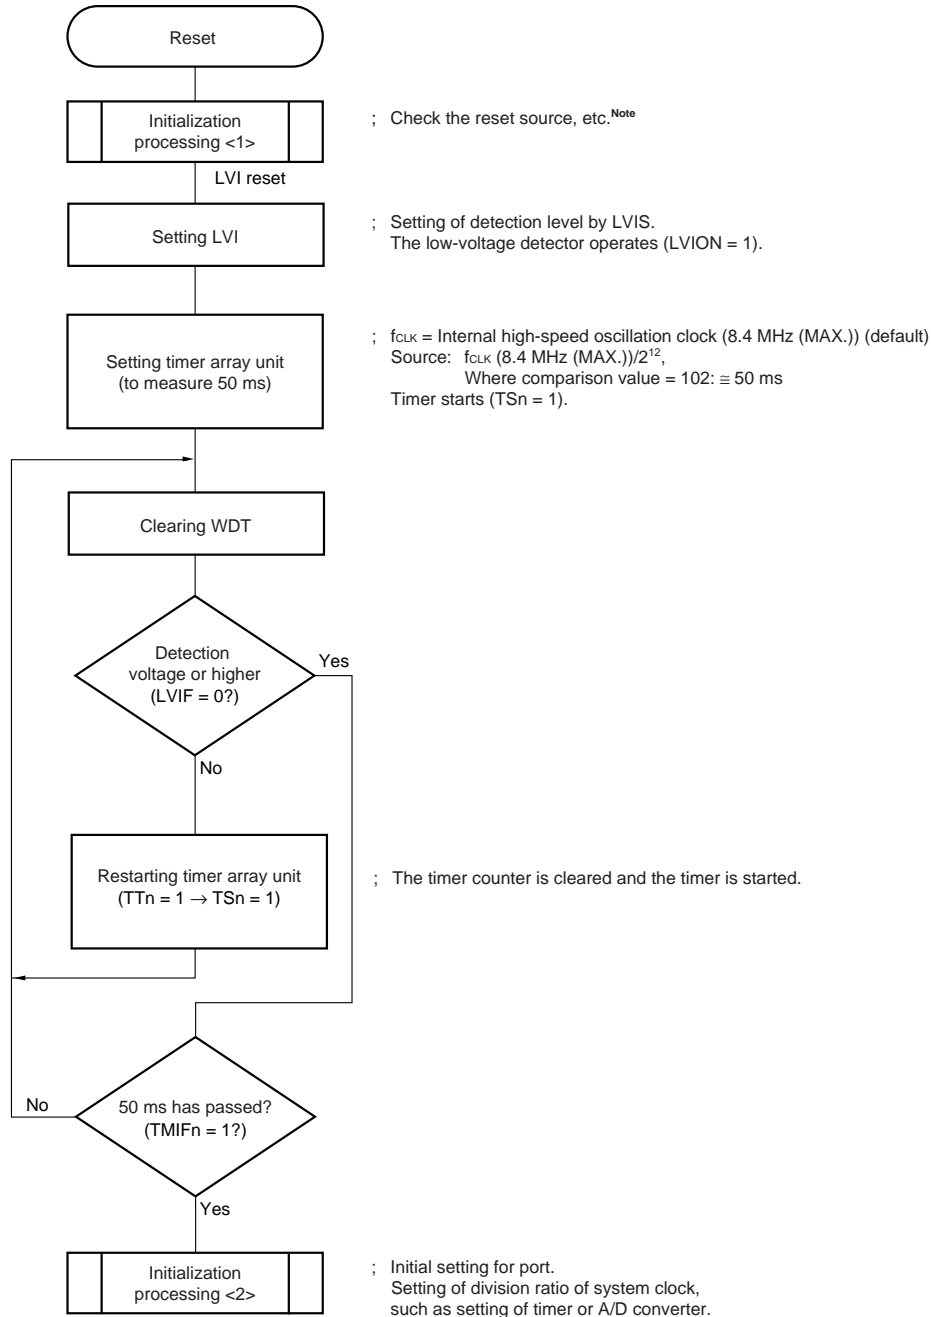 Reset
Initialization
processing <1>
; Check the reset source, etc.Note
LVI reset
Setting LVI
; Setting of detection level by LVIS.
The low-voltage detector operates (LVION = 1).
Setting timer array unit
(to measure 50 ms)
; fCLK = Internal high-speed oscillation clock (8.4 MHz (MAX.)) (default)
Source: fCLK (8.4 MHz (MAX.))/2¹²,
Where comparison value = 102: ≅ 50 ms
Timer starts (TSn = 1).
Clearing WDT
Detection
voltage or higher
(LVIF = 0?)
Yes
No
Restarting timer array unit
(TTn = 1 → TSn = 1)
; The timer counter is cleared and the timer is started.
50 ms has passed?
(TMIFn = 1?)
No
Yes
Initialization
processing <2>
; Initial setting for port.
Setting of division ratio of system clock,
such as setting of timer or A/D converter.